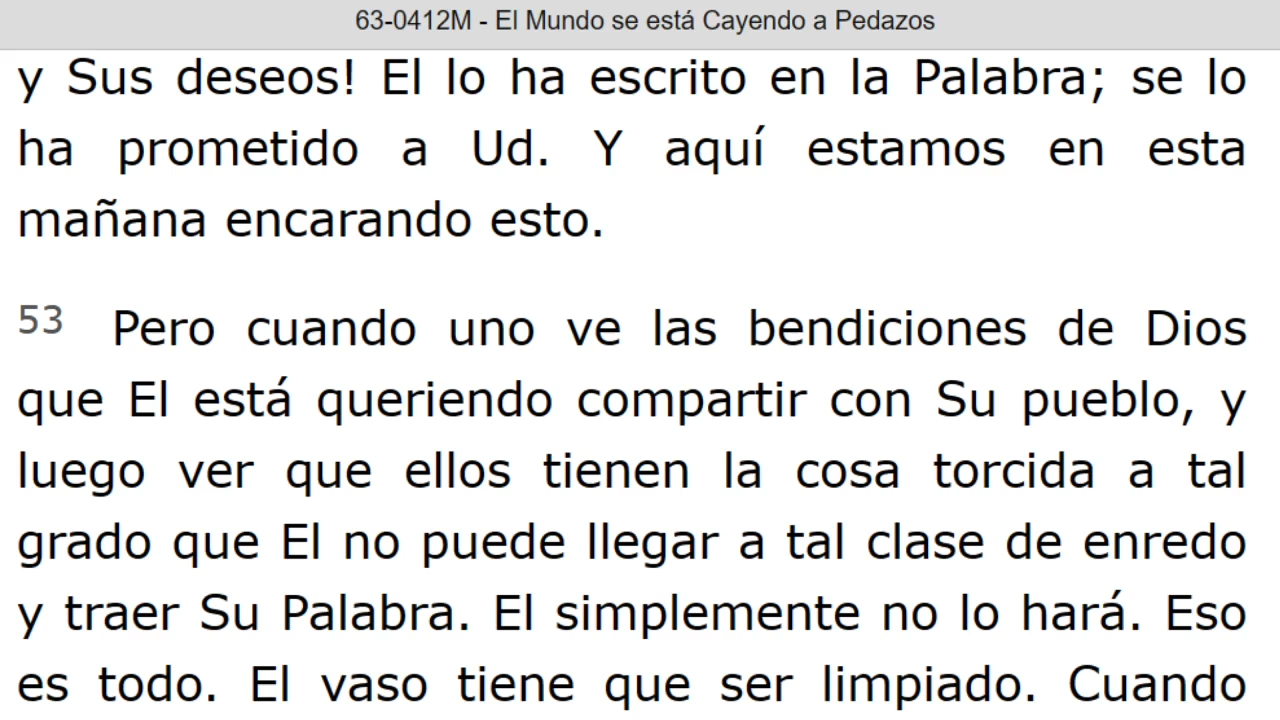 63-0412M - El Mundo se está Cayendo a Pedazos
y Sus deseos! El lo ha escrito en la Palabra; se lo
ha prometido a Ud. Y aquí estamos en esta
mañana encarando esto.
53 Pero cuando uno ve las bendiciones de Dios
que El está queriendo compartir con Su pueblo, y
luego ver que ellos tienen la cosa torcida a tal
grado que El no puede llegar a tal clase de enredo
y traer Su Palabra. El simplemente no lo hará. Eso
es todo. El vaso tiene que ser limpiado. Cuando